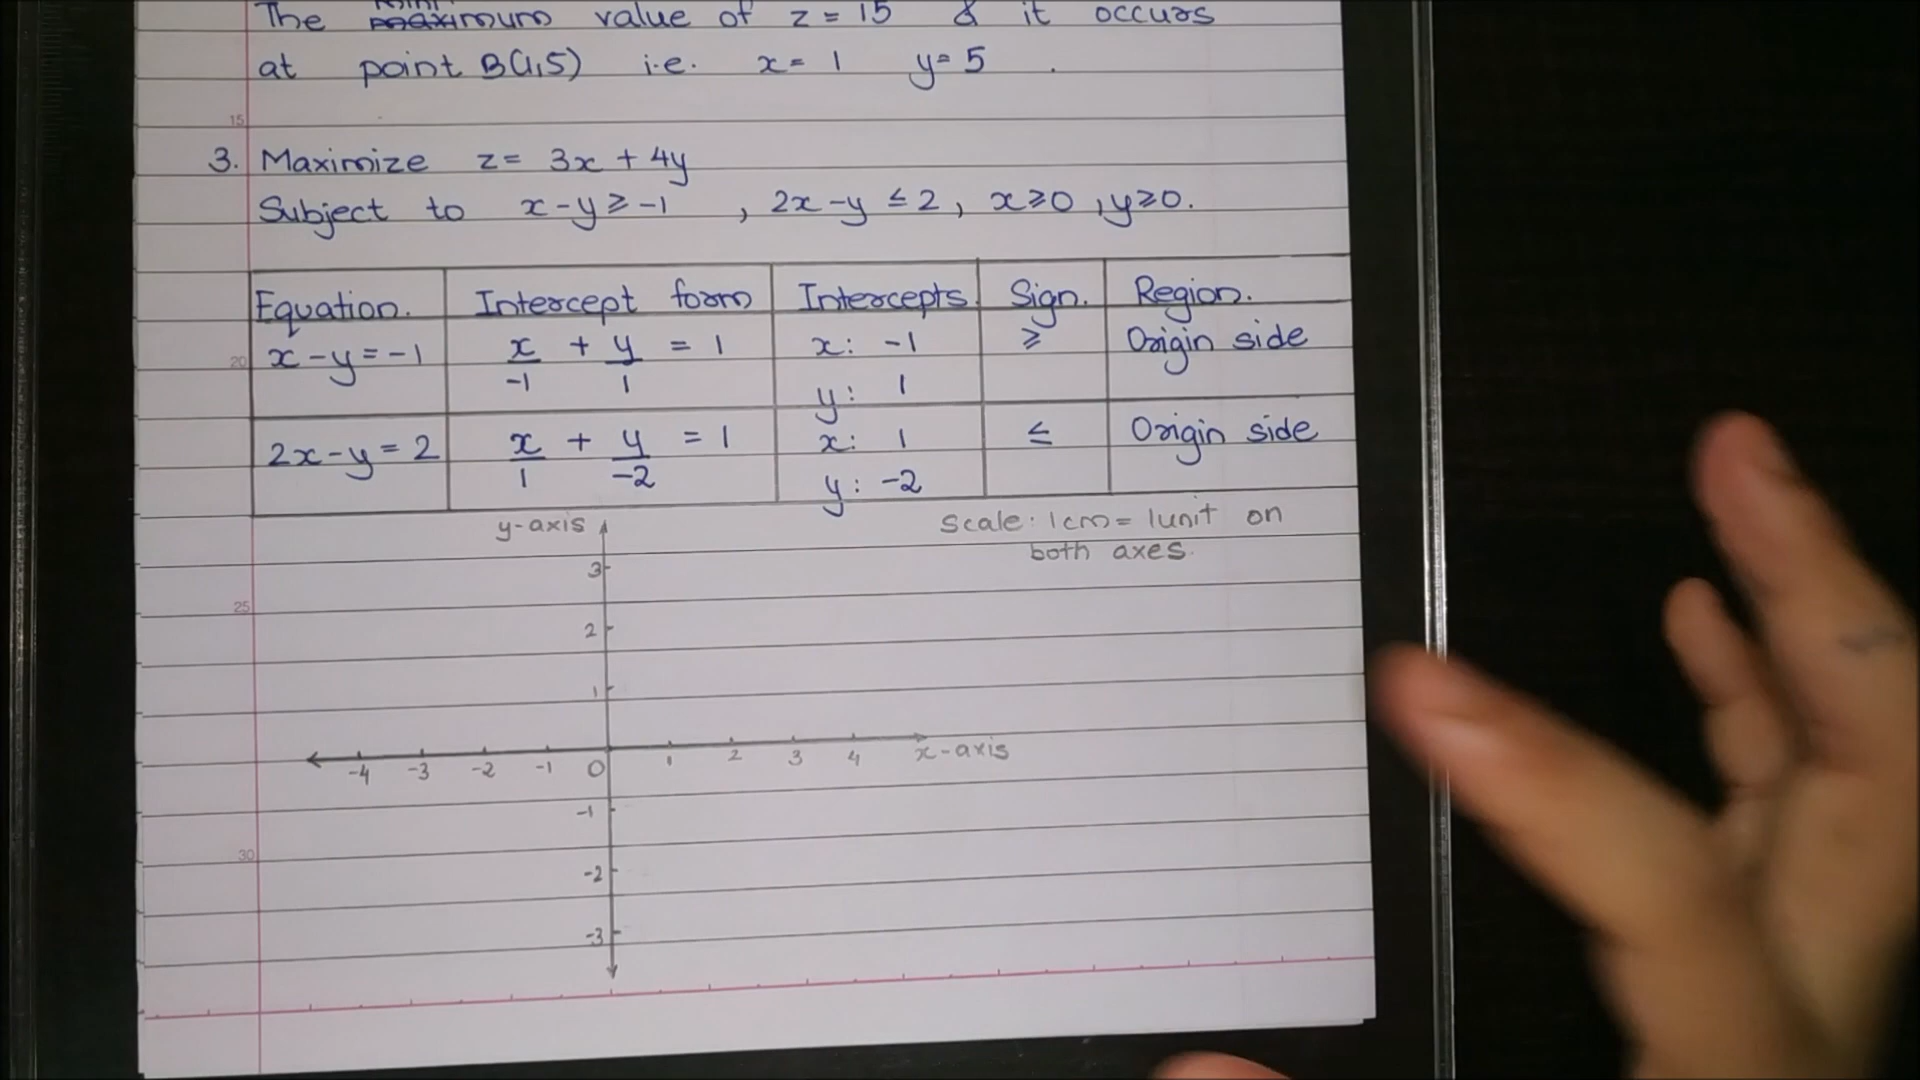 The minimum value of z = 15 & it occurs
at point B(1,5) i.e. x = 1 y = 5 .
15
3. Maximize z = 3x + 4y
Subject to x - y ≥ -1 , 2x - y ≤ 2, x ≥ 0, y ≥ 0.
Equation. Intercept form Intercepts Sign. Region.
20 x - y = -1 x/-1 + y/1 = 1 x: -1 ≥ Origin side
y: 1
2x - y = 2 x/1 + y/-2 = 1 x: 1 ≤ Origin side
y: -2
y-axis Scale: 1cm = 1unit on
both axes.
3
25
2
1
-4 -3 -2 -1 0 1 2 3 4 x-axis
-1
30
-2
-3